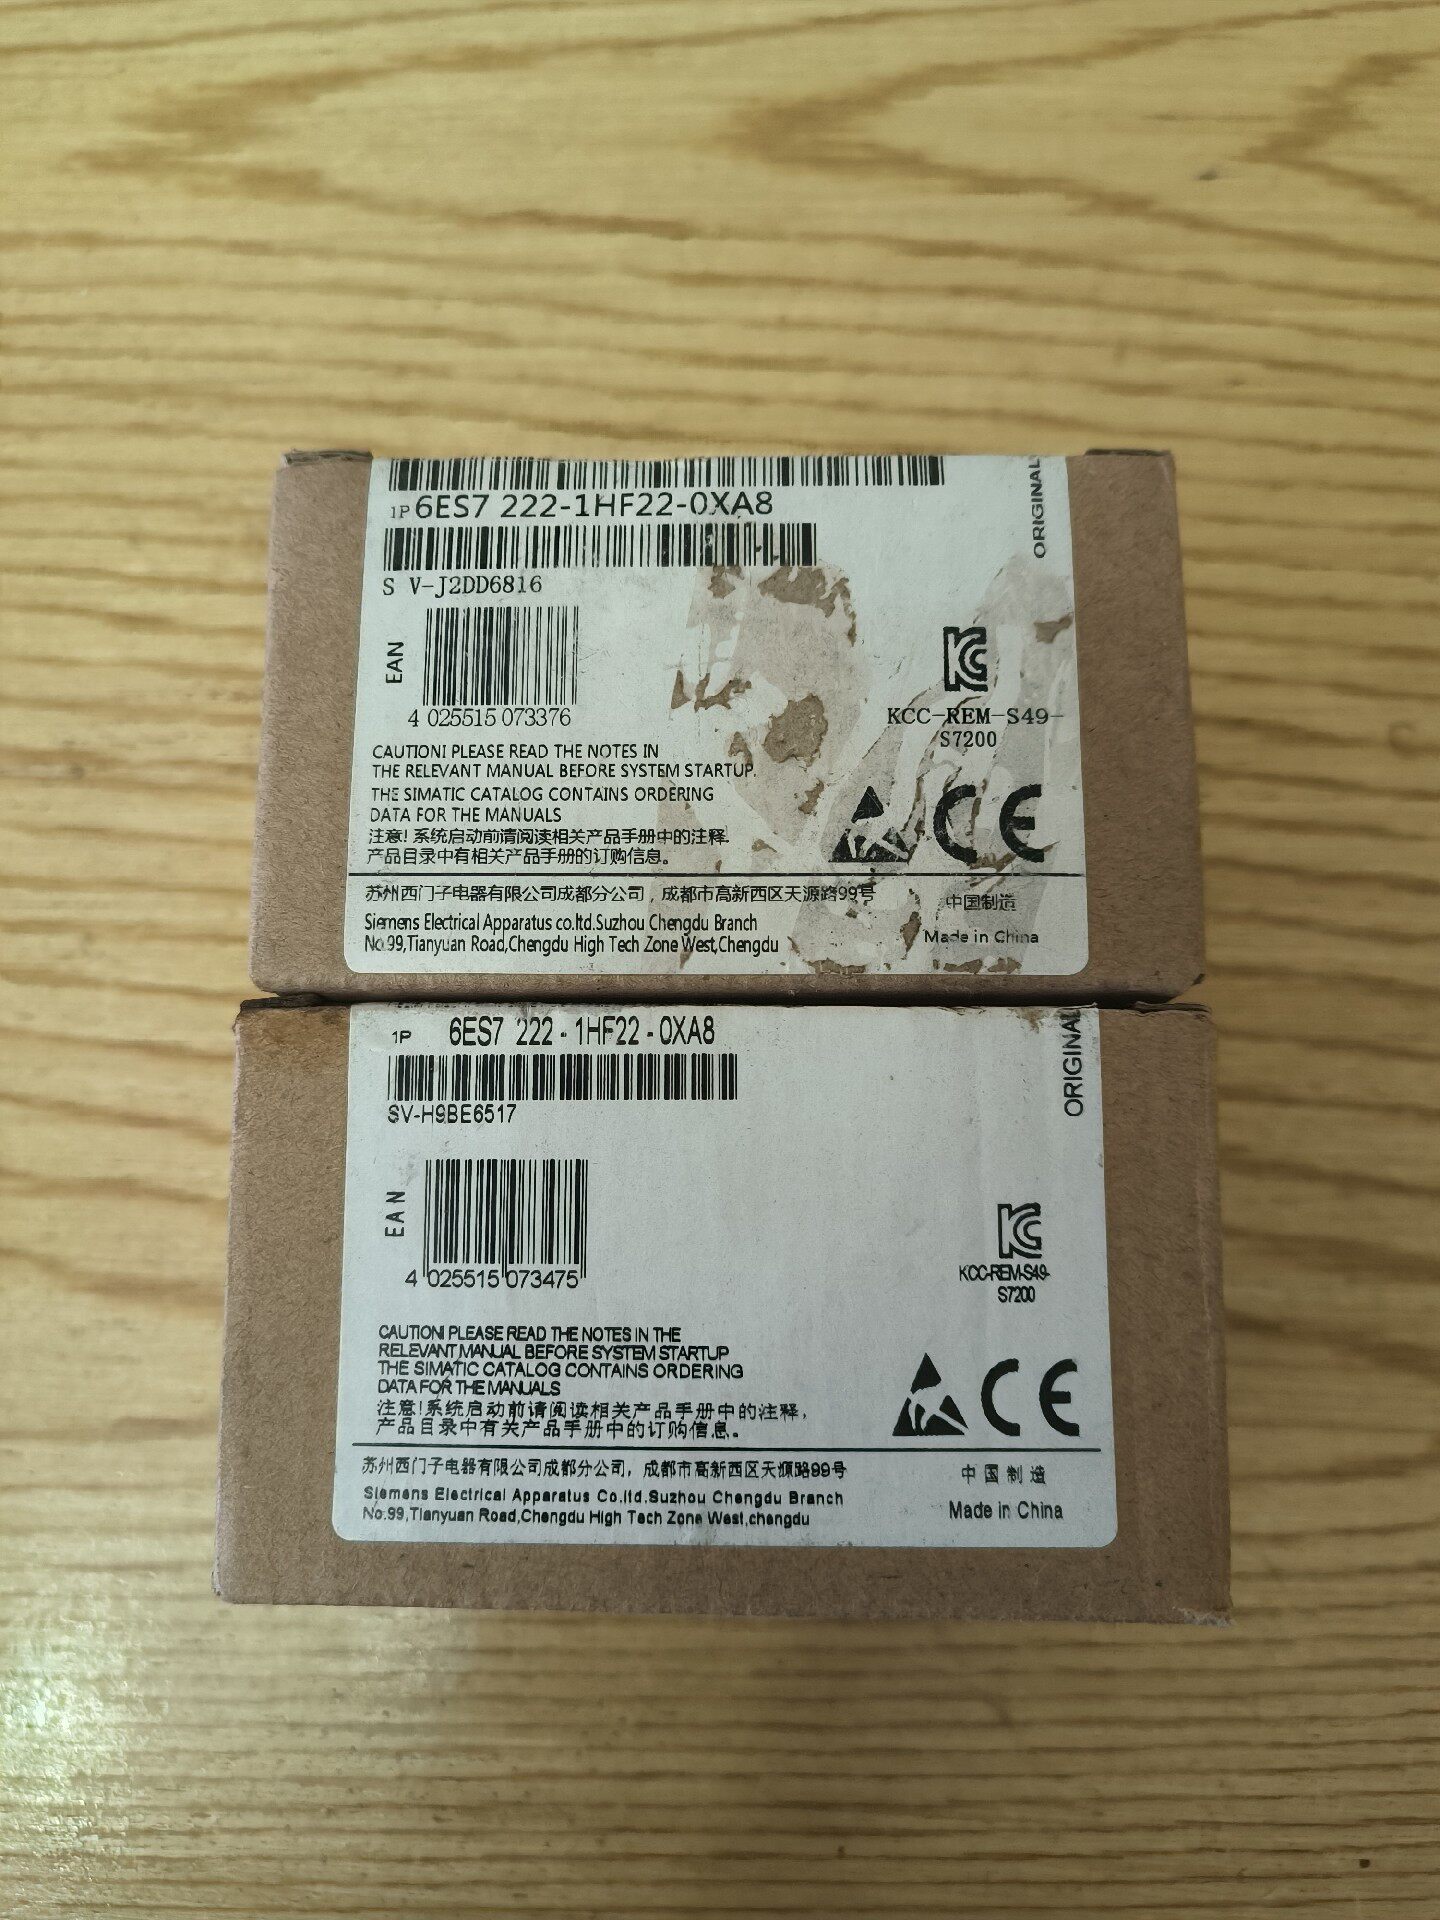 1P 6ES7 222-1HF22-0XA8
ORIGINAL
S V-J2DD6816
EAN
4 025515 073376
KCC-REM-S49-
S7200
CAUTION! PLEASE READ THE NOTES IN
THE RELEVANT MANUAL BEFORE SYSTEM STARTUP.
THE SIMATIC CATALOG CONTAINS ORDERING
DATA FOR THE MANUALS
注意!系统启动前请阅读相关产品手册中的注释.
产品目录中有相关产品手册的订购信息。
CE
苏州西门子电器有限公司成都分公司,成都市高新西区天源路99号
中国制造
Siemens Electrical Apparatus co.ltd.Suzhou Chengdu Branch
No.99,Tianyuan Road,Chengdu High Tech Zone West,Chengdu
Made in China
1P 6ES7 222-1HF22-0XA8
ORIGINAL
SV-H9BE6517
EAN
4 025515 073475
KCC-REM-S49-
S7200
CAUTION! PLEASE READ THE NOTES IN THE
RELEVANT MANUAL BEFORE SYSTEM STARTUP
THE SIMATIC CATALOG CONTAINS ORDERING
DATA FOR THE MANUALS
注意!系统启动前请阅读相关产品手册中的注释,
产品目录中有关产品手册中的订购信息。
CE
苏州西门子电器有限公司成都分公司,成都市高新西区天源路99号
中国制造
Siemens Electrical Apparatus Co.ltd.Suzhou Chengdu Branch
No.99,Tianyuan Road,Chengdu High Tech Zone West,chengdu
Made in China